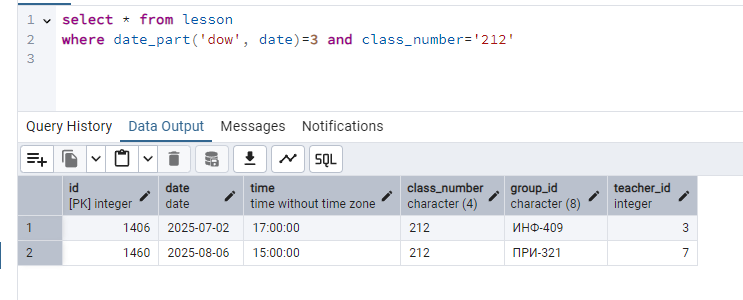 1 select * from lesson
2 where date_part('dow', date)=3 and class_number='212'
3
Query History Data Output Messages Notifications
SQL
id date time class_number group_id teacher_id
[PK] integer date time without time zone character (4) character (8) integer
1 1406 2025-07-02 17:00:00 212 ИНФ-409 3
2 1460 2025-08-06 15:00:00 212 ПРИ-321 7